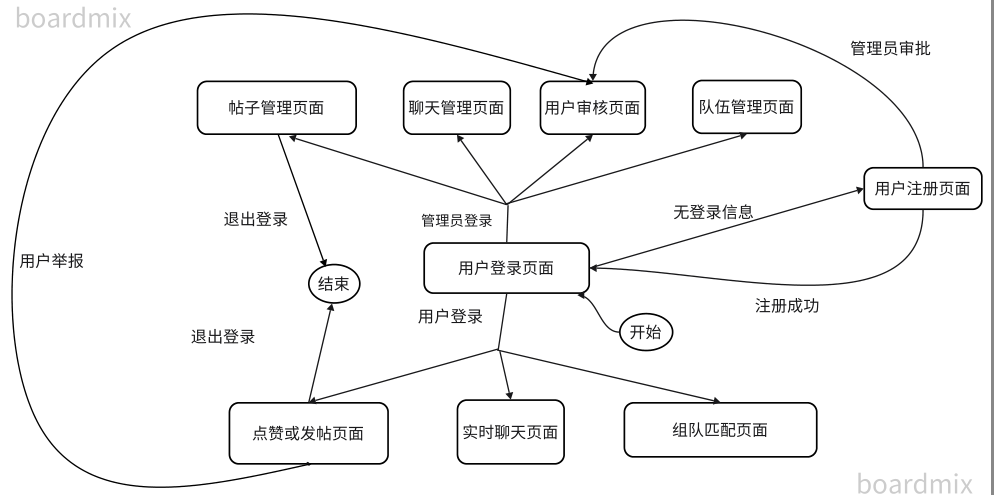 boardmix
管理员审批
帖子管理页面
聊天管理页面
用户审核页面
队伍管理页面
用户注册页面
退出登录
管理员登录
无登录信息
用户举报
用户登录页面
结束
注册成功
用户登录
退出登录
开始
点赞或发帖页面
实时聊天页面
组队匹配页面
boardmix